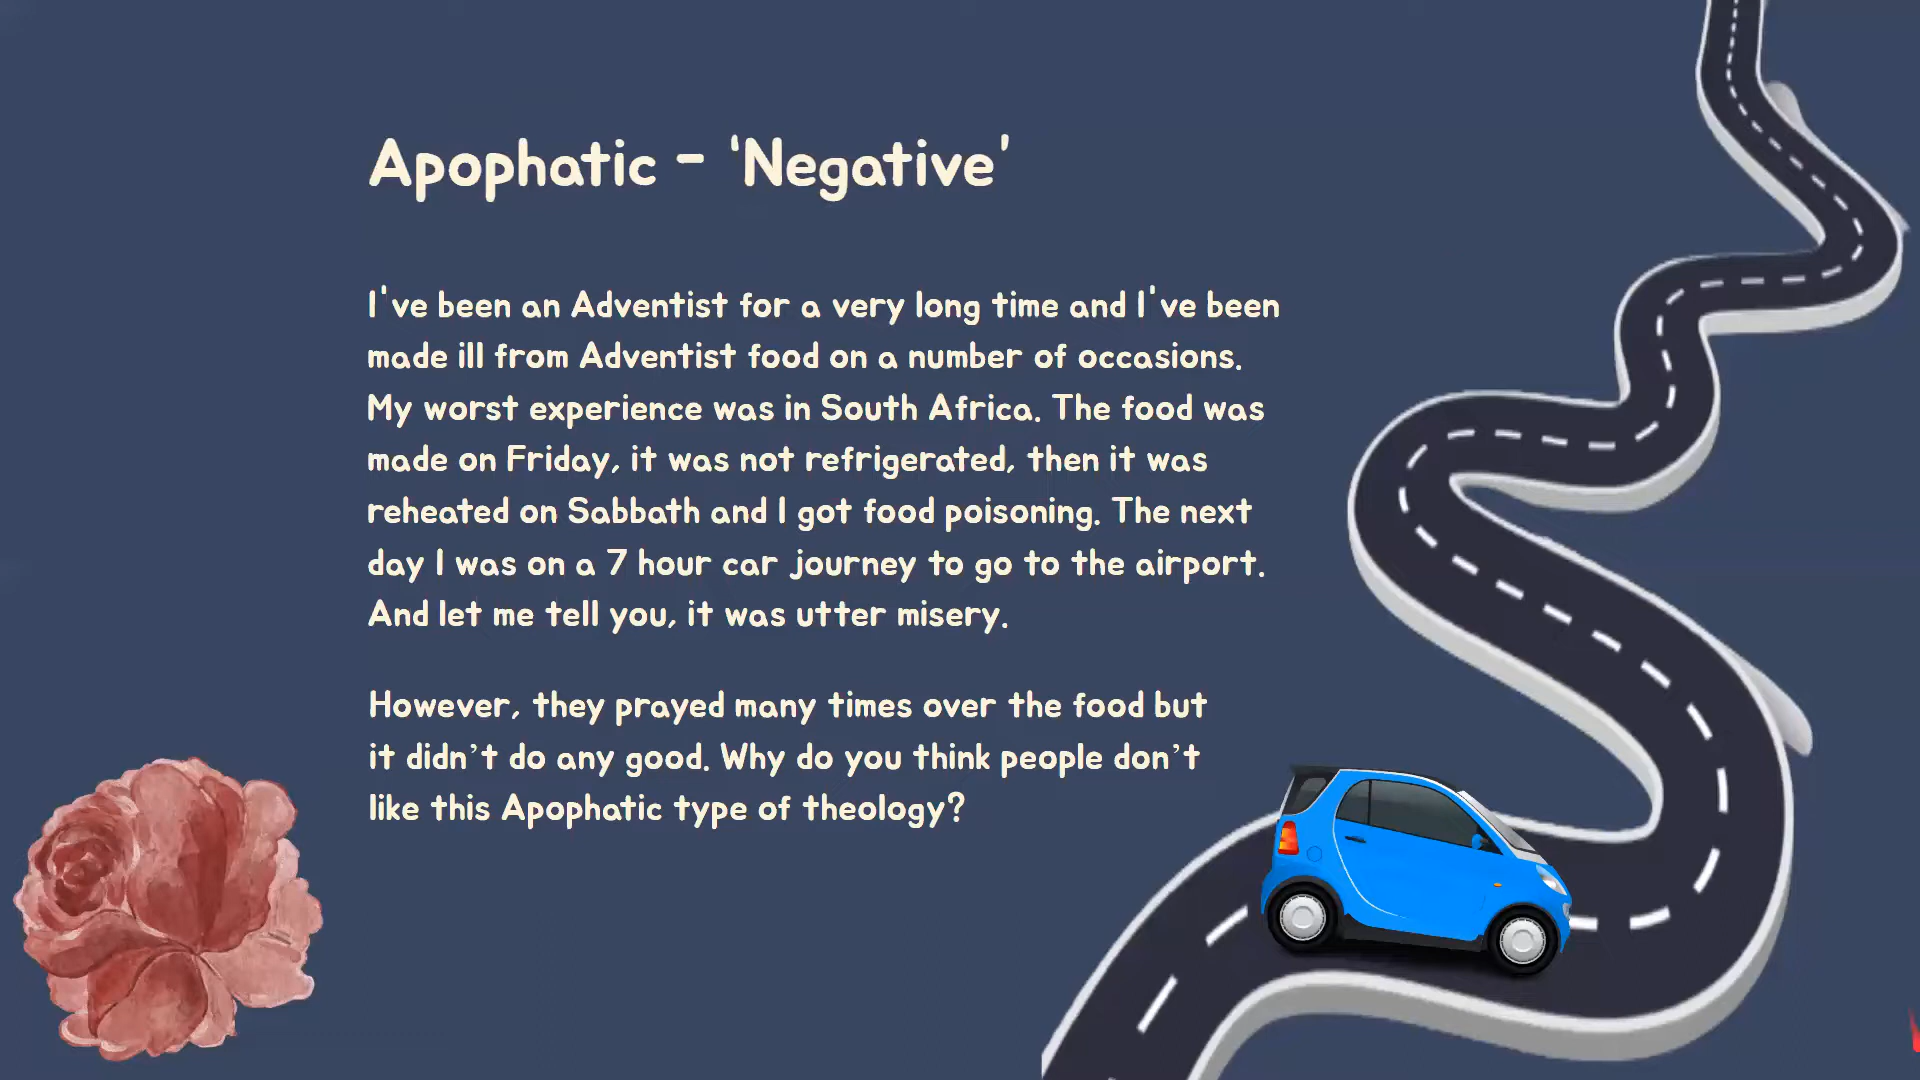 Apophatic - 'Negative'
I've been an Adventist for a very long time and I've been
made ill from Adventist food on a number of occasions.
My worst experience was in South Africa. The food was
made on Friday, it was not refrigerated, then it was
reheated on Sabbath and I got food poisoning. The next
day I was on a 7 hour car journey to go to the airport.
And let me tell you, it was utter misery.
However, they prayed many times over the food but
it didn’t do any good. Why do you think people don’t
like this Apophatic type of theology?